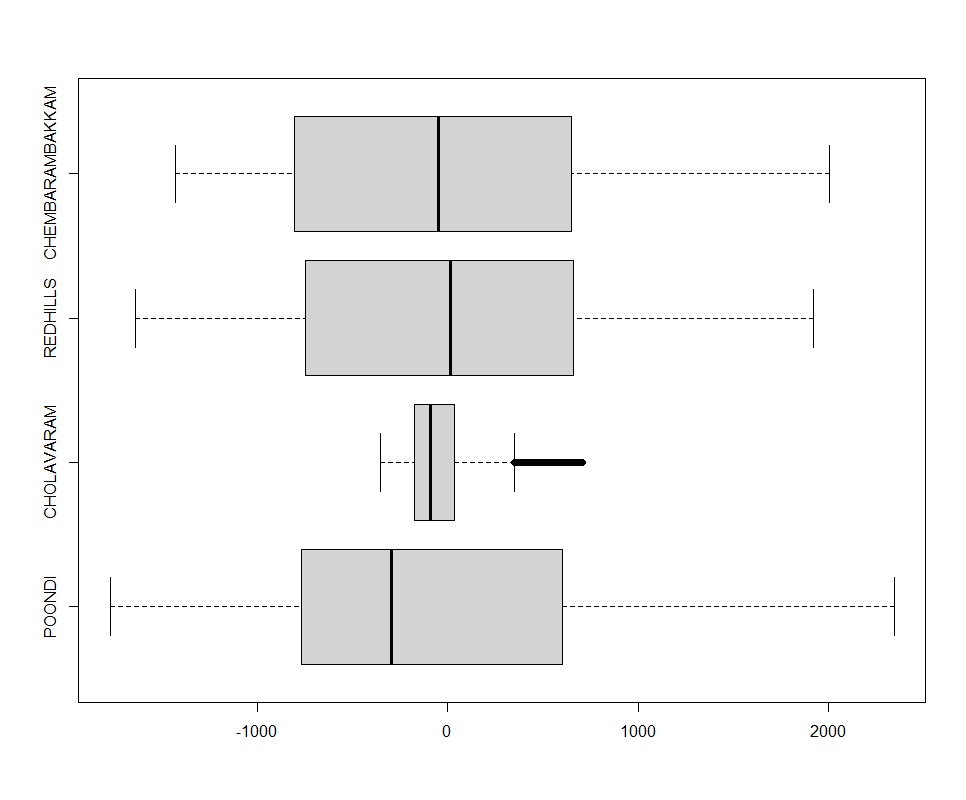 CHEMBARAMBAKKAM
REDHILLS
CHOLAVARAM
POONDI
-1000
0
1000
2000